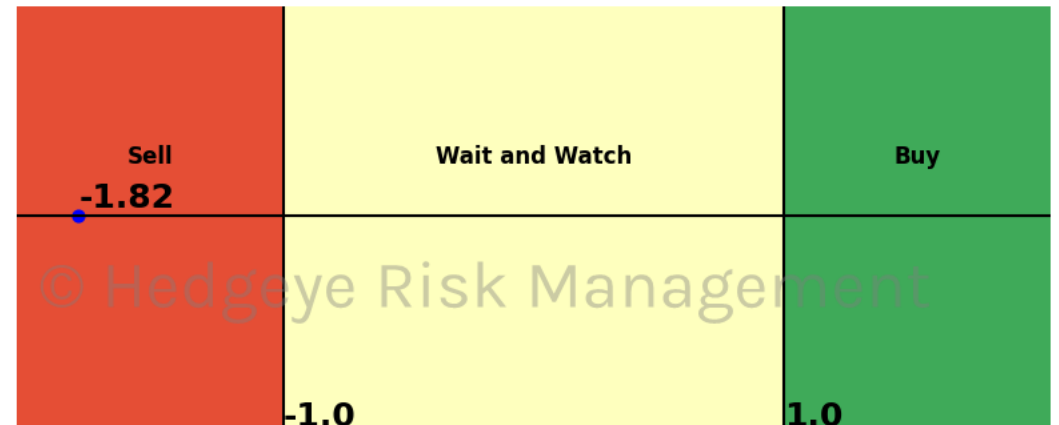 Sell
Wait and Watch
Buy
-1.82
© Hedgeye Risk Management
-1.0
1.0